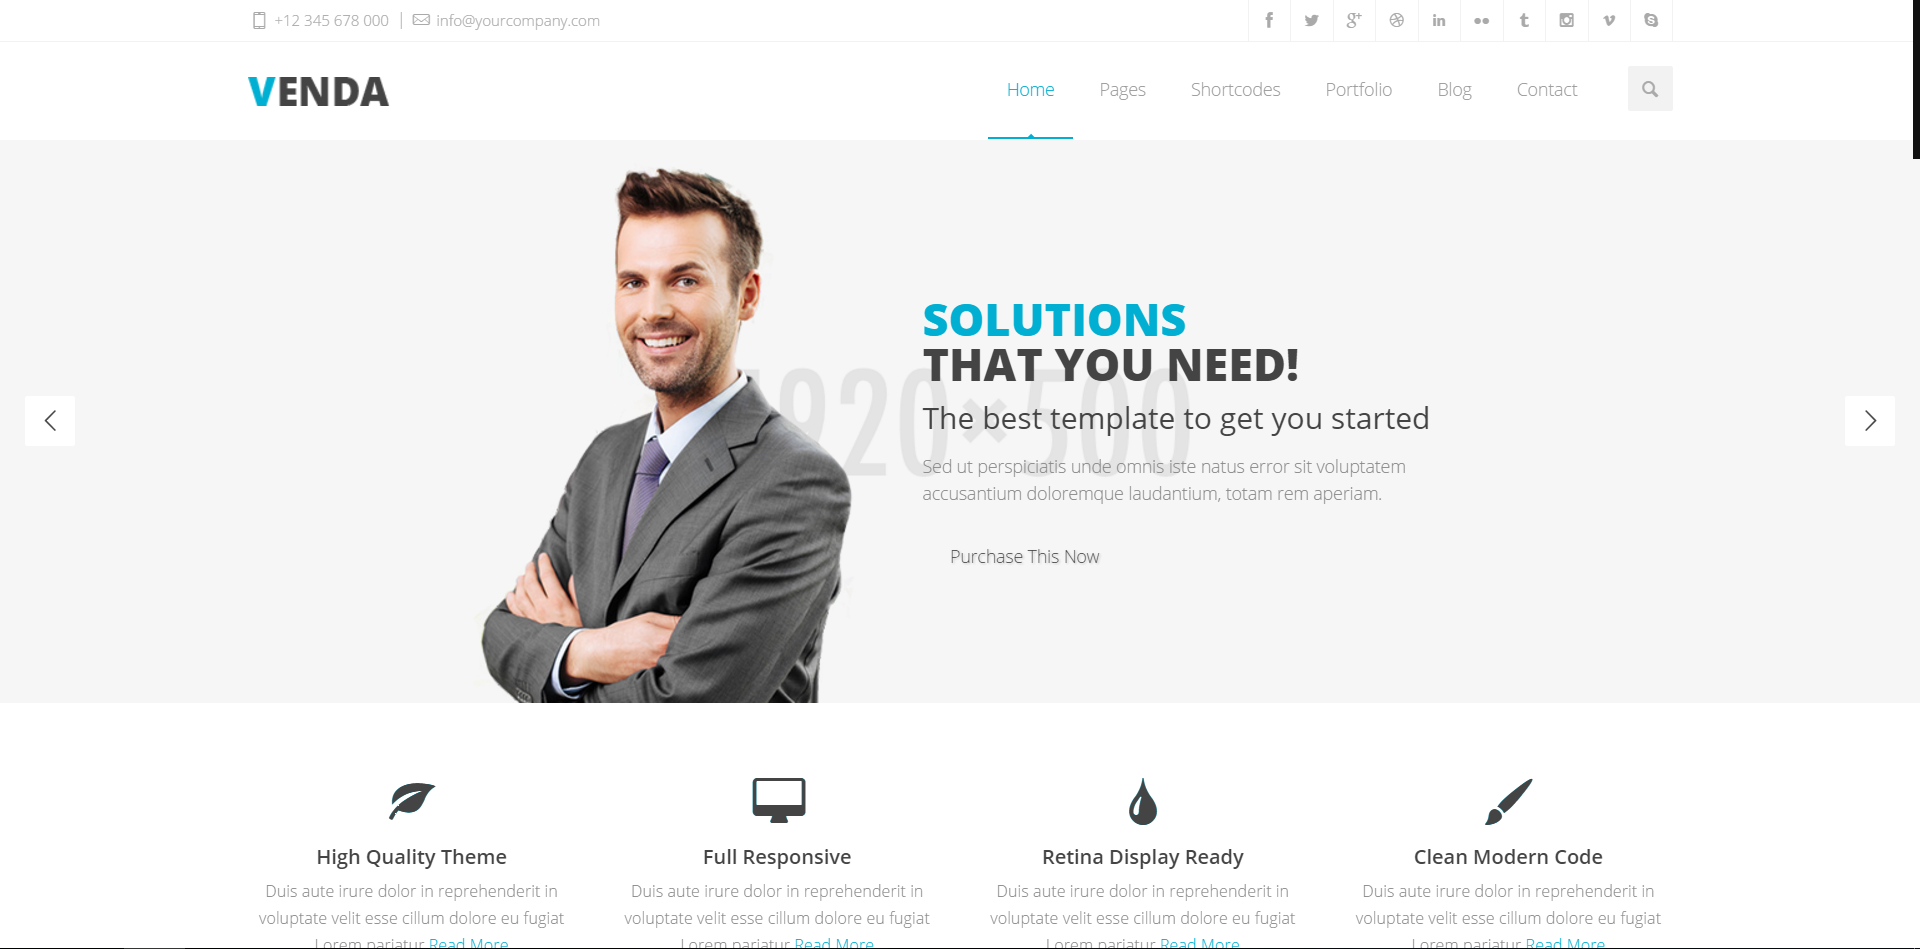 +12 345 678 000 | info@yourcompany.com
VENDA
Home Pages Shortcodes Portfolio Blog Contact
SOLUTIONS
THAT YOU NEED!
1920×500
The best template to get you started
Sed ut perspiciatis unde omnis iste natus error sit voluptatem
accusantium doloremque laudantium, totam rem aperiam.
Purchase This Now
High Quality Theme
Duis aute irure dolor in reprehenderit in
voluptate velit esse cillum dolore eu fugiat
Lorem pariatur Read More
Full Responsive
Duis aute irure dolor in reprehenderit in
voluptate velit esse cillum dolore eu fugiat
Lorem pariatur Read More
Retina Display Ready
Duis aute irure dolor in reprehenderit in
voluptate velit esse cillum dolore eu fugiat
Lorem pariatur Read More
Clean Modern Code
Duis aute irure dolor in reprehenderit in
voluptate velit esse cillum dolore eu fugiat
Lorem pariatur Read More